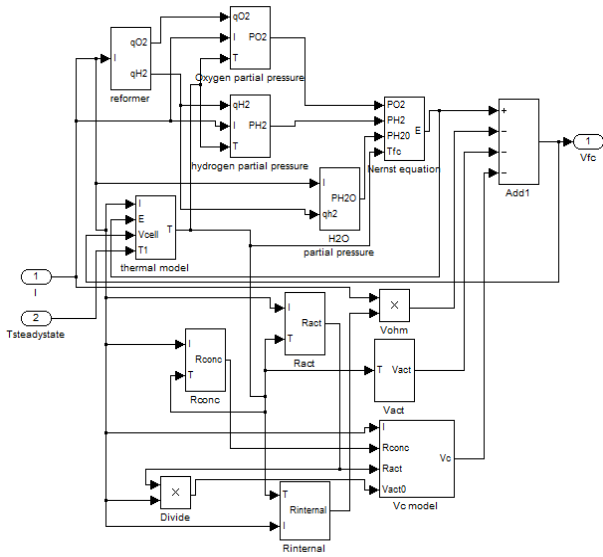 qO2
I
qH2
reformer
qO2
I
T
PO2
Oxygen partial pressure
qH2
I
T
PH2
hydrogen partial pressure
I
qh2
PH2O
H2O
partial pressure
PO2
PH2
PH20
Tfc
E
Nernst equation
+
−
−
−
Add1
1
Vfc
I
E
Vcell
T1
T
thermal model
1
I
2
Tsteadystate
I
T
Ract
Ract
×
Vohm
I
T
Rconc
Rconc
T
Vact
Vact
I
Rconc
Ract
Vact0
Vc
Vc model
×
Divide
T
I
Rinternal
Rinternal